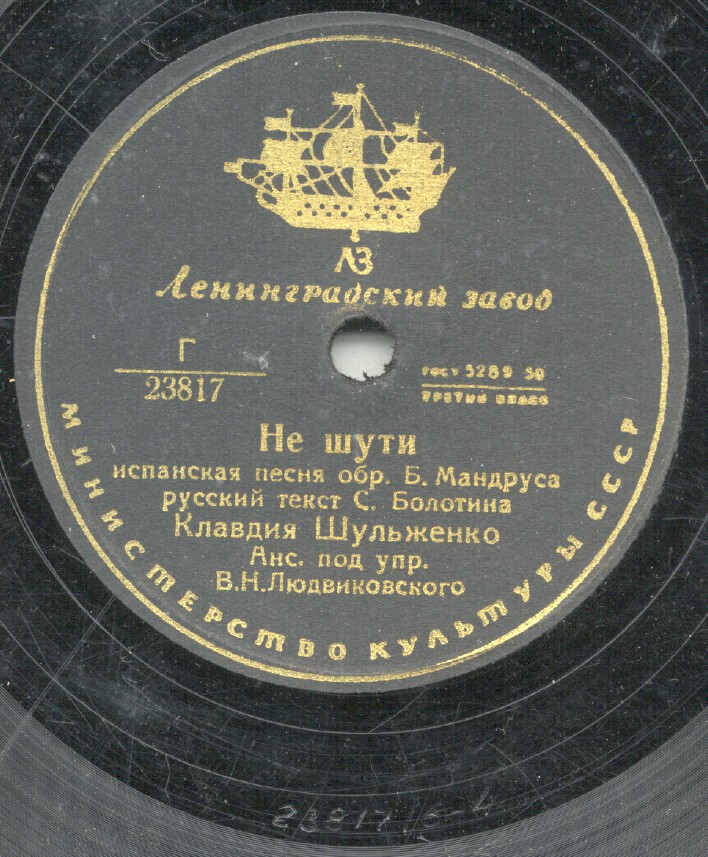 ЛЗ
Ленинградский завод
Г
23817
ГОСТ 5289 50
ТРЕТИЙ КЛАСС
Не шути
испанская песня обр. Б. Мандруса
русский текст С. Болотина
Клавдия Шульженко
Анс. под упр.
В.Н.Людвиковского
МИНИСТЕРСТВО КУЛЬТУРЫ СССР
23817